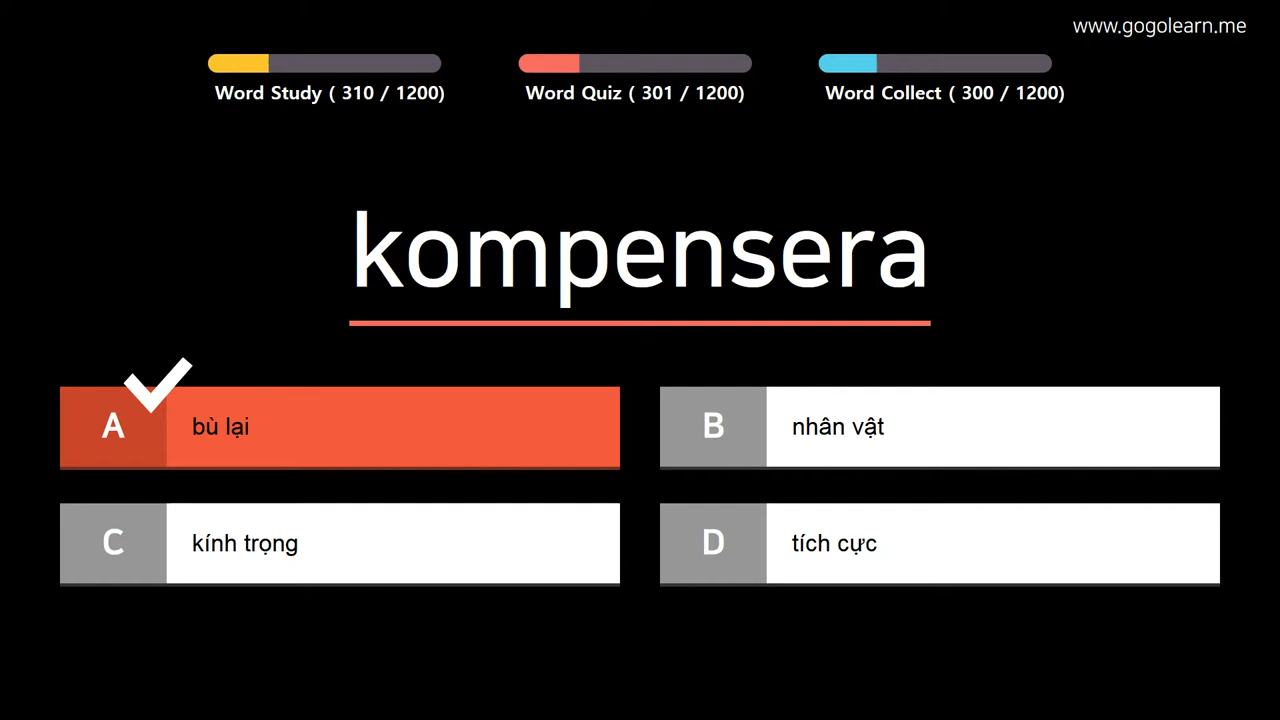 www.gogolearn.me
Word Study ( 310 / 1200)
Word Quiz ( 301 / 1200)
Word Collect ( 300 / 1200)
kompensera
A bù lại
B nhân vật
C kính trọng
D tích cực